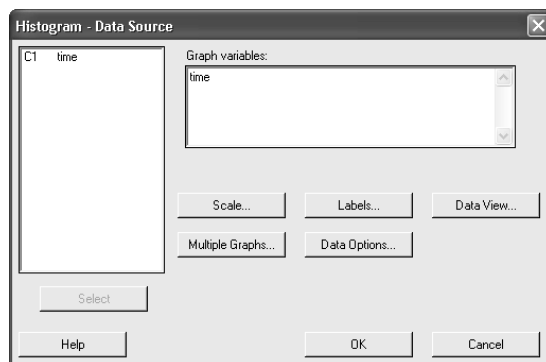 Histogram - Data Source
C1 time
Graph variables:
time
Scale...
Labels...
Data View...
Multiple Graphs...
Data Options...
Select
Help
OK
Cancel